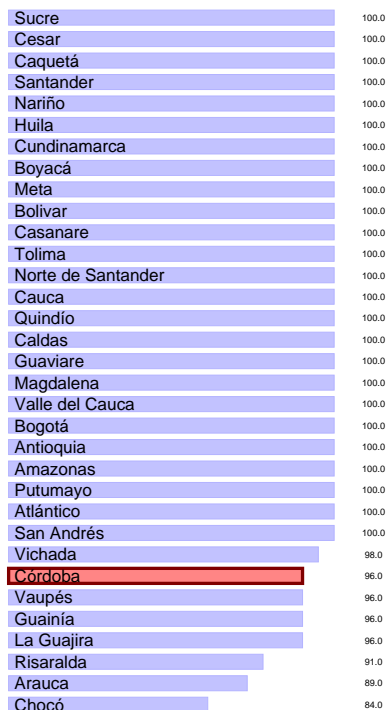 Sucre 100.0
Cesar 100.0
Caquetá 100.0
Santander 100.0
Nariño 100.0
Huila 100.0
Cundinamarca 100.0
Boyacá 100.0
Meta 100.0
Bolivar 100.0
Casanare 100.0
Tolima 100.0
Norte de Santander 100.0
Cauca 100.0
Quindío 100.0
Caldas 100.0
Guaviare 100.0
Magdalena 100.0
Valle del Cauca 100.0
Bogotá 100.0
Antioquia 100.0
Amazonas 100.0
Putumayo 100.0
Atlántico 100.0
San Andrés 100.0
Vichada 98.0
Córdoba 96.0
Vaupés 96.0
Guainía 96.0
La Guajira 96.0
Risaralda 91.0
Arauca 89.0
Chocó 84.0